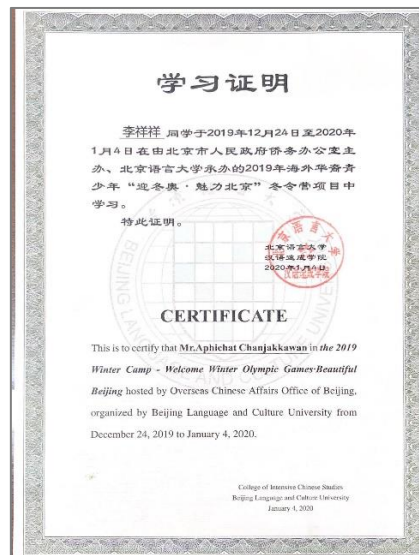 学习证明
李祥祥 同学于2019年12月24日至2020年
1月4日在由北京市人民政府侨务办公室主
办、北京语言大学承办的2019年海外华裔青
少年“迎冬奥·魅力北京”冬令营项目中
学习。
特此证明。
北京语言大学
汉语速成学院
2020年1月4日
CERTIFICATE
This is to certify that Mr.Aphichat Chanjakkawan in the 2019
Winter Camp - Welcome Winter Olympic Games·Beautiful
Beijing hosted by Overseas Chinese Affairs Office of Beijing,
organized by Beijing Language and Culture University from
December 24, 2019 to January 4, 2020.
College of Intensive Chinese Studies
Beijing Language and Culture University
January 4, 2020